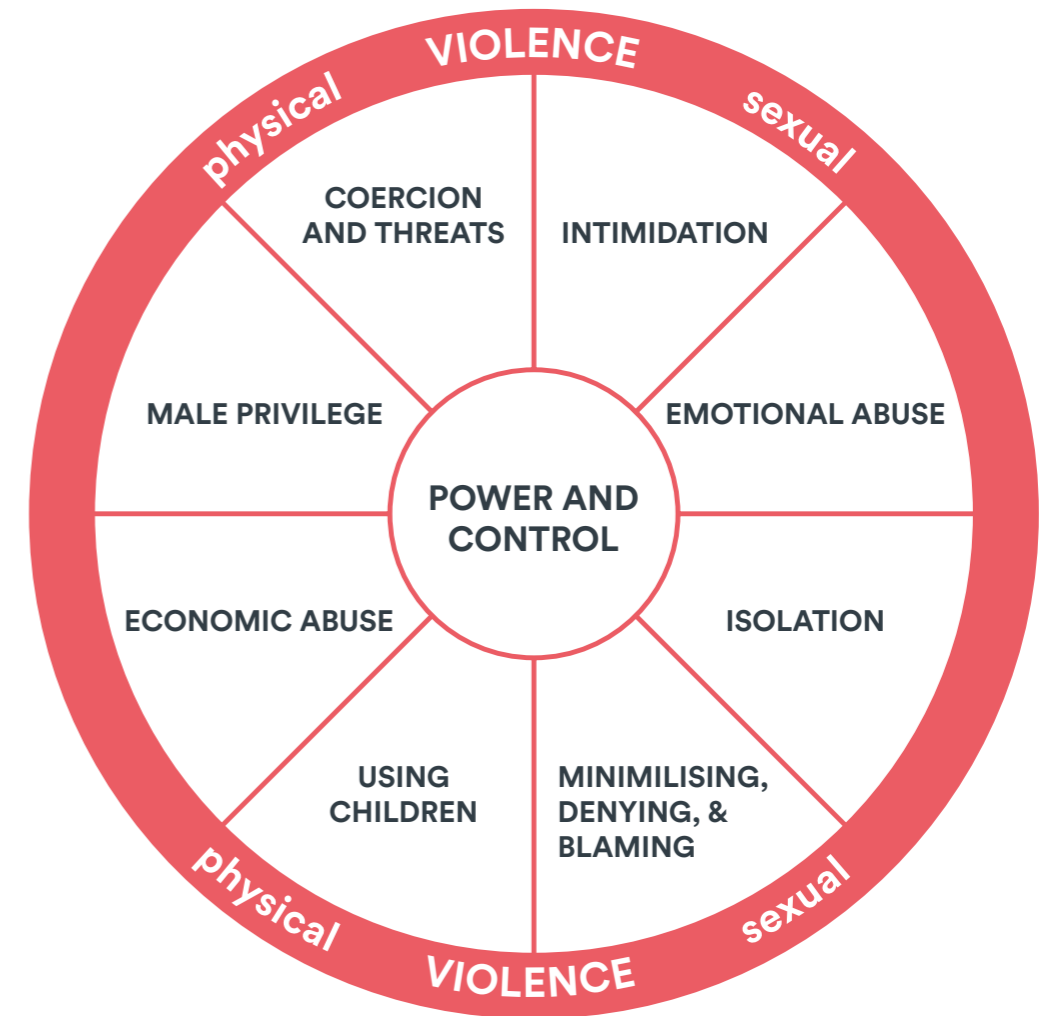 VIOLENCE
physical
sexual
COERCION
AND THREATS
INTIMIDATION
MALE PRIVILEGE
EMOTIONAL ABUSE
POWER AND
CONTROL
ECONOMIC ABUSE
ISOLATION
USING
CHILDREN
MINIMILISING,
DENYING, &
BLAMING
physical
sexual
VIOLENCE